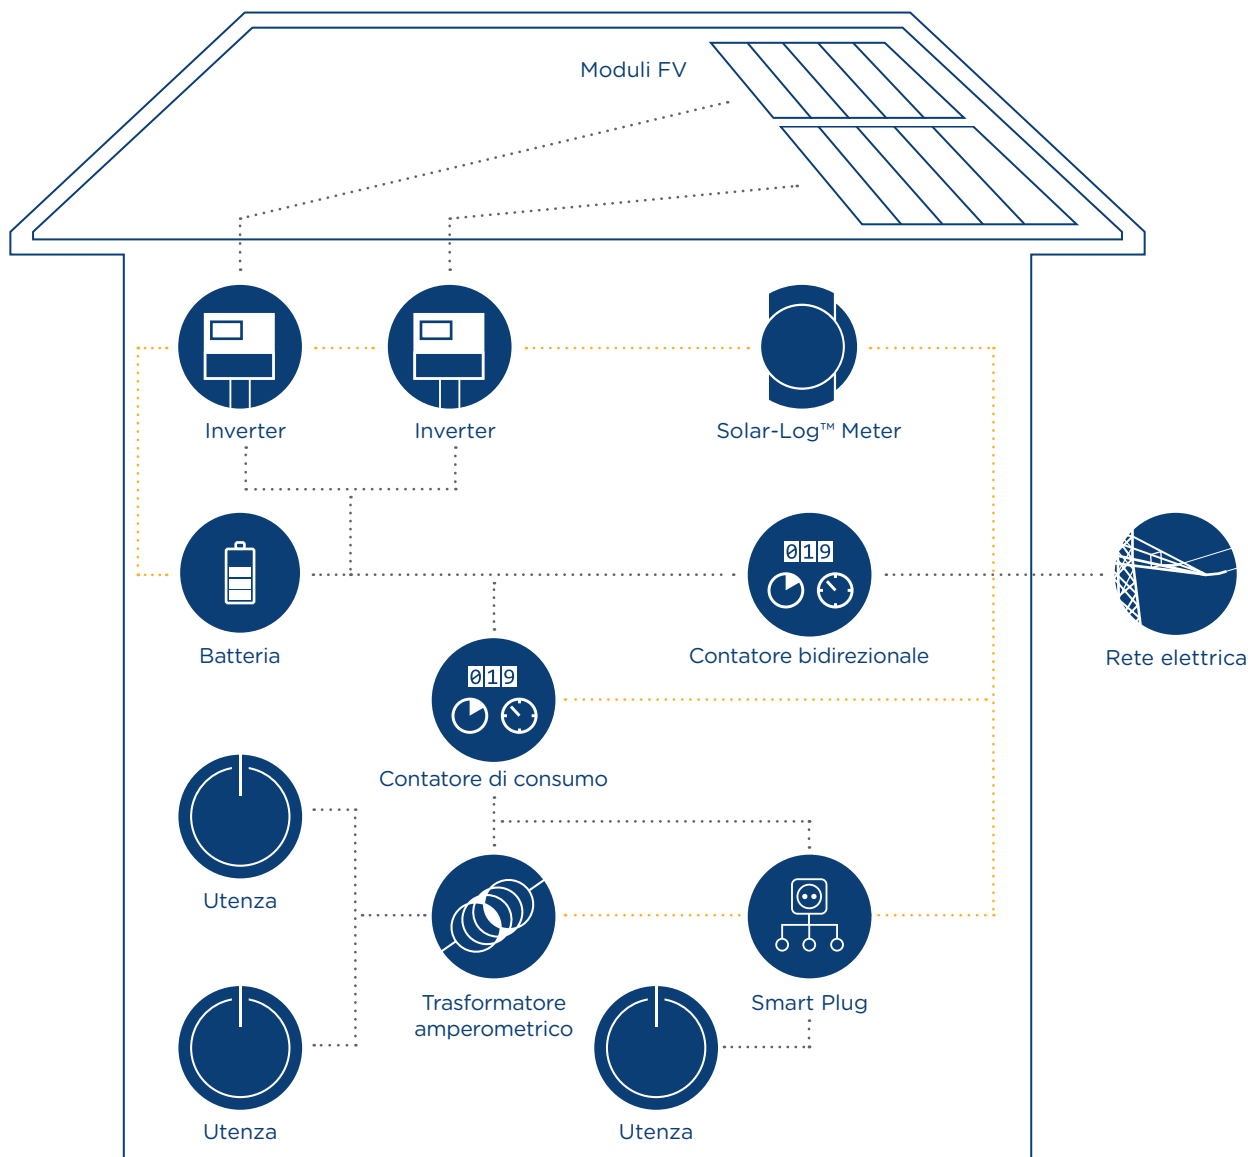 Moduli FV
Inverter
Inverter
Solar-Log™ Meter
019
Batteria
Contatore bidirezionale
Rete elettrica
019
Contatore di consumo
Utenza
Trasformatore
amperometrico
Smart Plug
Utenza
Utenza